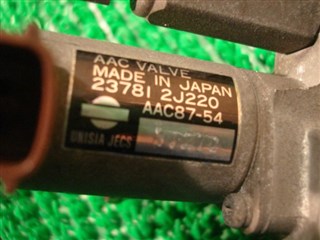 AAC VALVE
MADE IN JAPAN
23781 2J220
AAC87-54
UNISIA JECS